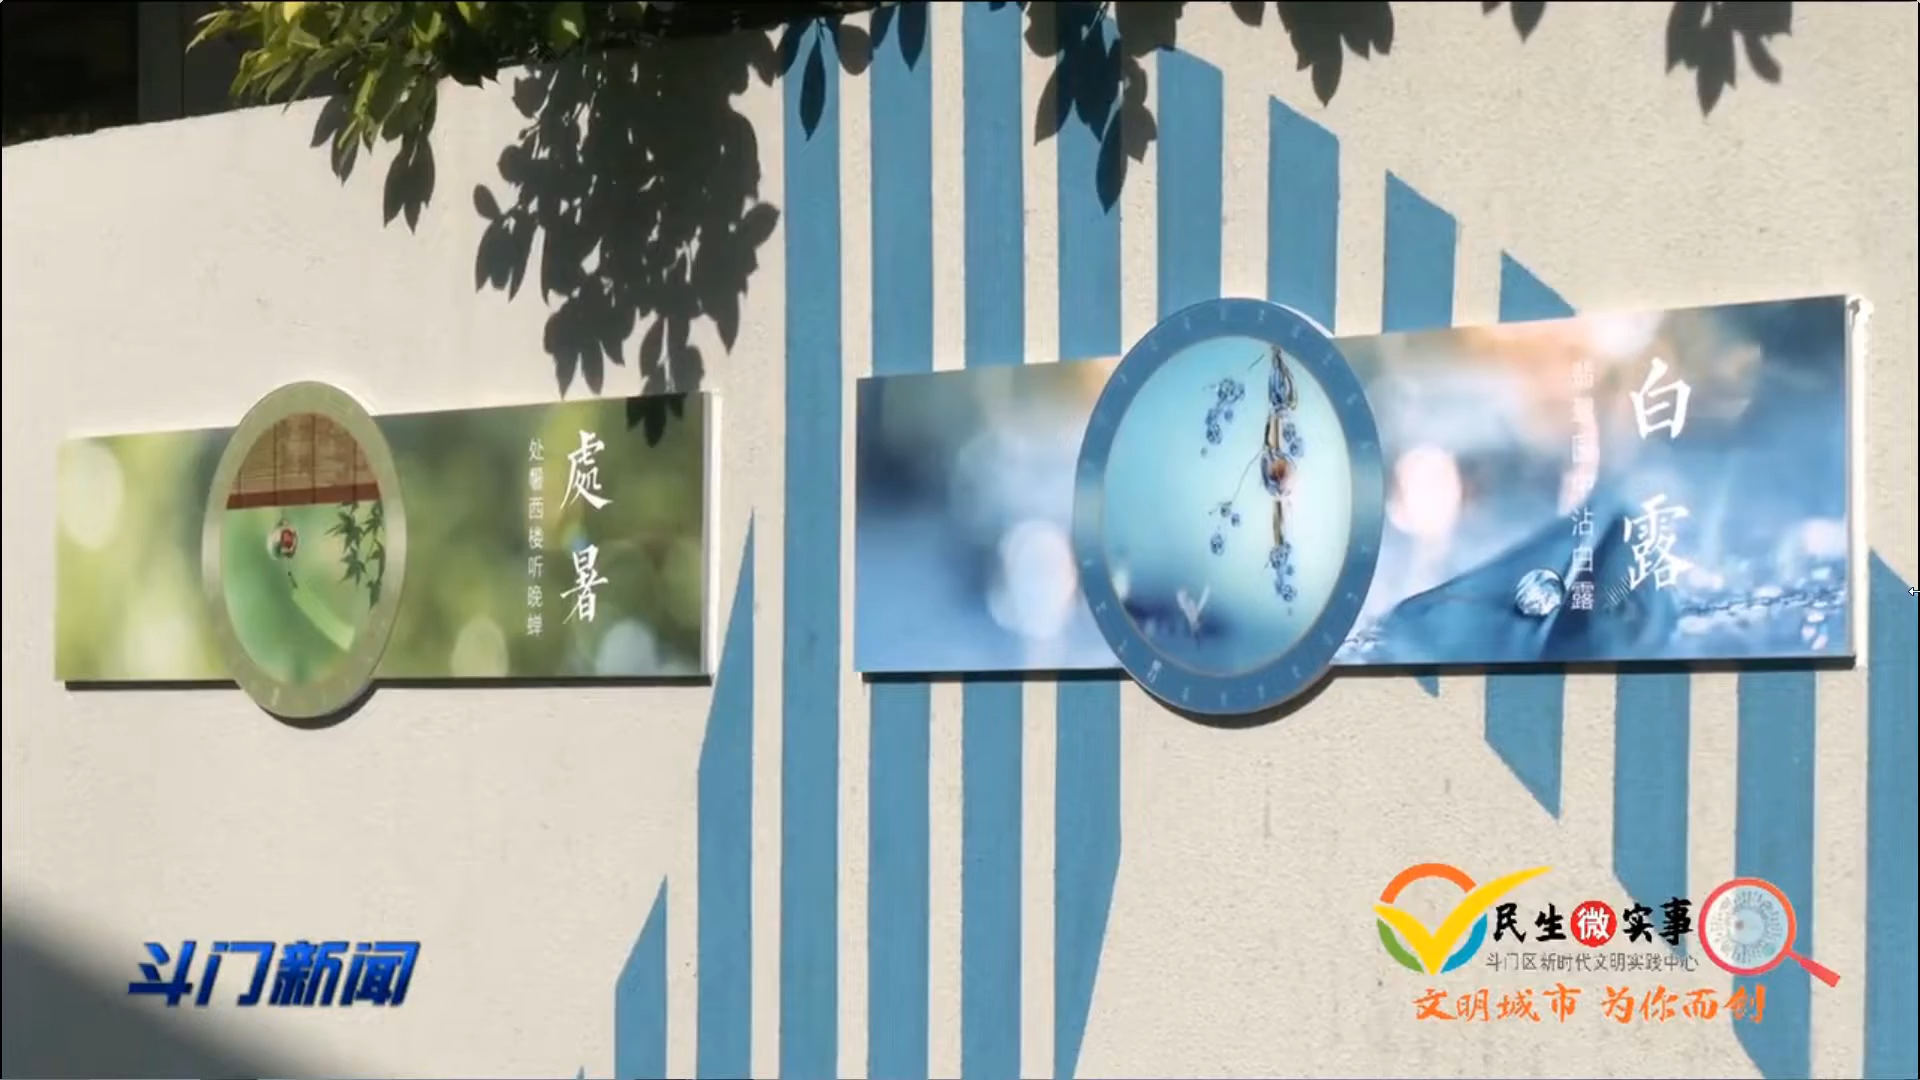 處暑
处暑西楼听晚蝉
白露
沾白露
斗门新闻
民生微实事
斗门区新时代文明实践中心
文明城市 为你而创